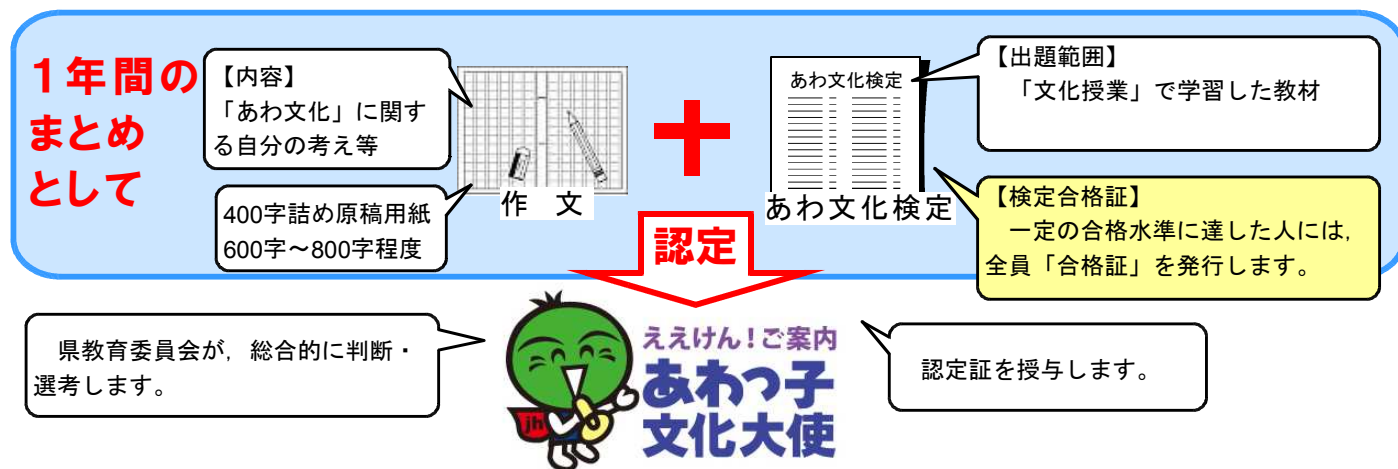 1年間の
まとめ
として
【内容】
「あわ文化」に関す
る自分の考え等
400字詰め原稿用紙
600字～800字程度
作 文
あわ文化検定
あわ文化検定
【出題範囲】
「文化授業」で学習した教材
【検定合格証】
一定の合格水準に達した人には,
全員「合格証」を発行します。
認定
県教育委員会が，総合的に判断・
選考します。
jh
ええけん！ご案内
あわっ子
文化大使
認定証を授与します。